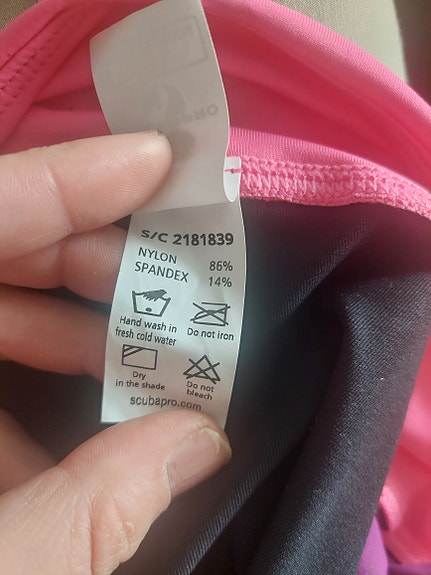 S/C 2181839
NYLON 86%
SPANDEX 14%
Hand wash in
fresh cold water
Do not iron
Dry
in the shade
Do not
bleach
scubapro.com